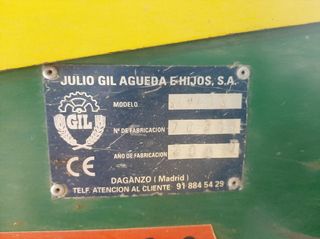 JULIO GIL AGUEDA E HIJOS, S.A.
MODELO
GIL
Nº DE FABRICACION
AÑO DE FABRICACION
CE
DAGANZO (Madrid)
TELF. ATENCION AL CLIENTE 91 884 54 29